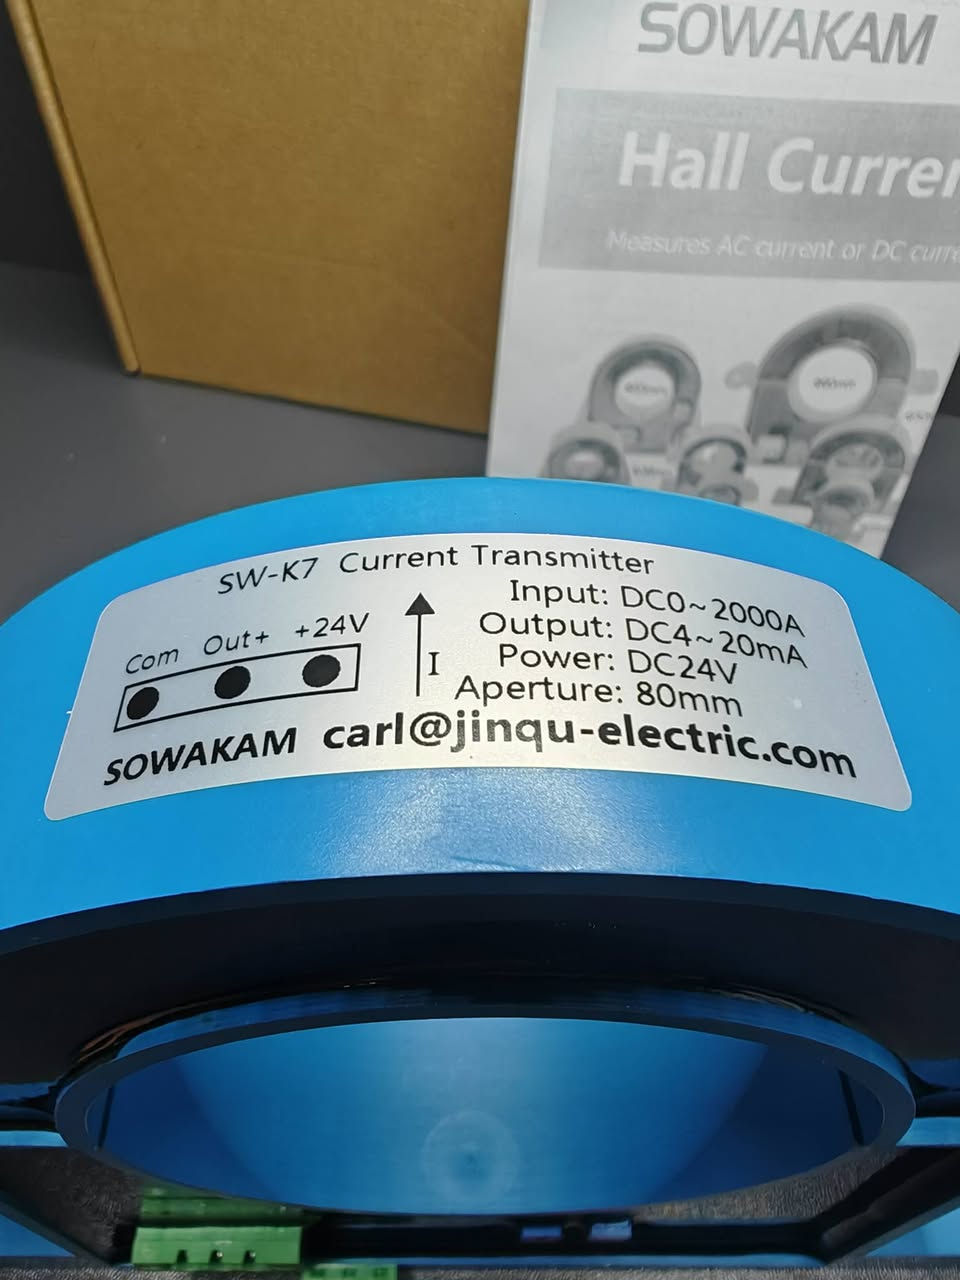 SOWAKAM
Hall Curren
Measures AC current or DC curre
SW-K7 Current Transmitter
Com Out+ +24V
I
Input: DC0~2000A
Output: DC4~20mA
Power: DC24V
Aperture: 80mm
SOWAKAM carl@jinqu-electric.com